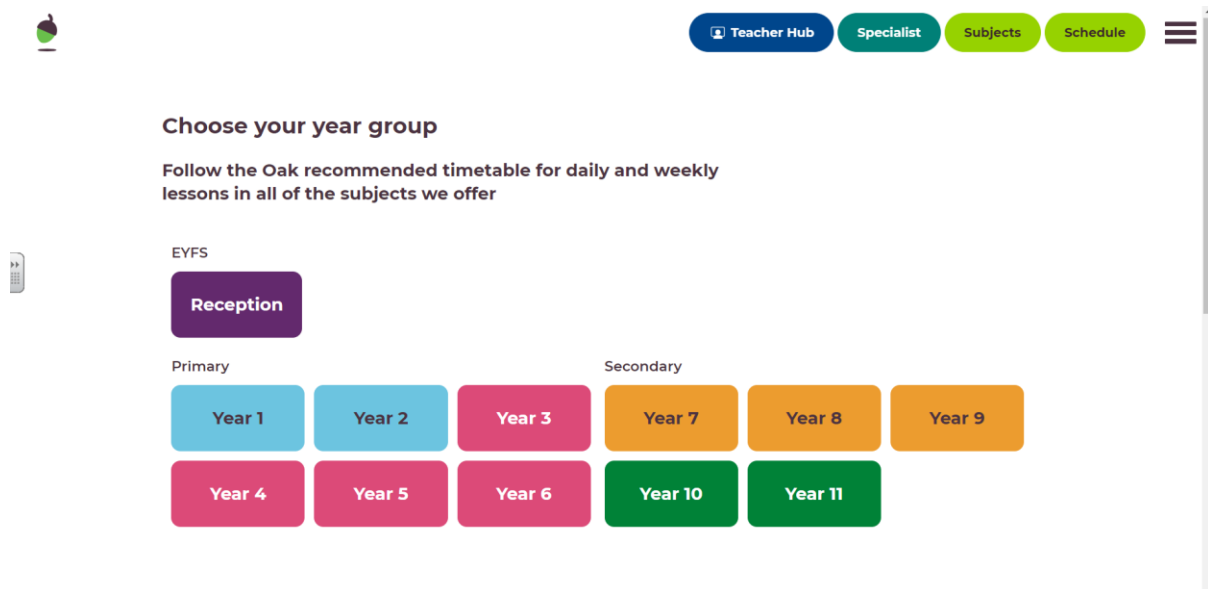 Teacher Hub Specialist Subjects Schedule
Choose your year group
Follow the Oak recommended timetable for daily and weekly
lessons in all of the subjects we offer
EYFS
Reception
Primary Secondary
Year 1 Year 2 Year 3 Year 7 Year 8 Year 9
Year 4 Year 5 Year 6 Year 10 Year 11